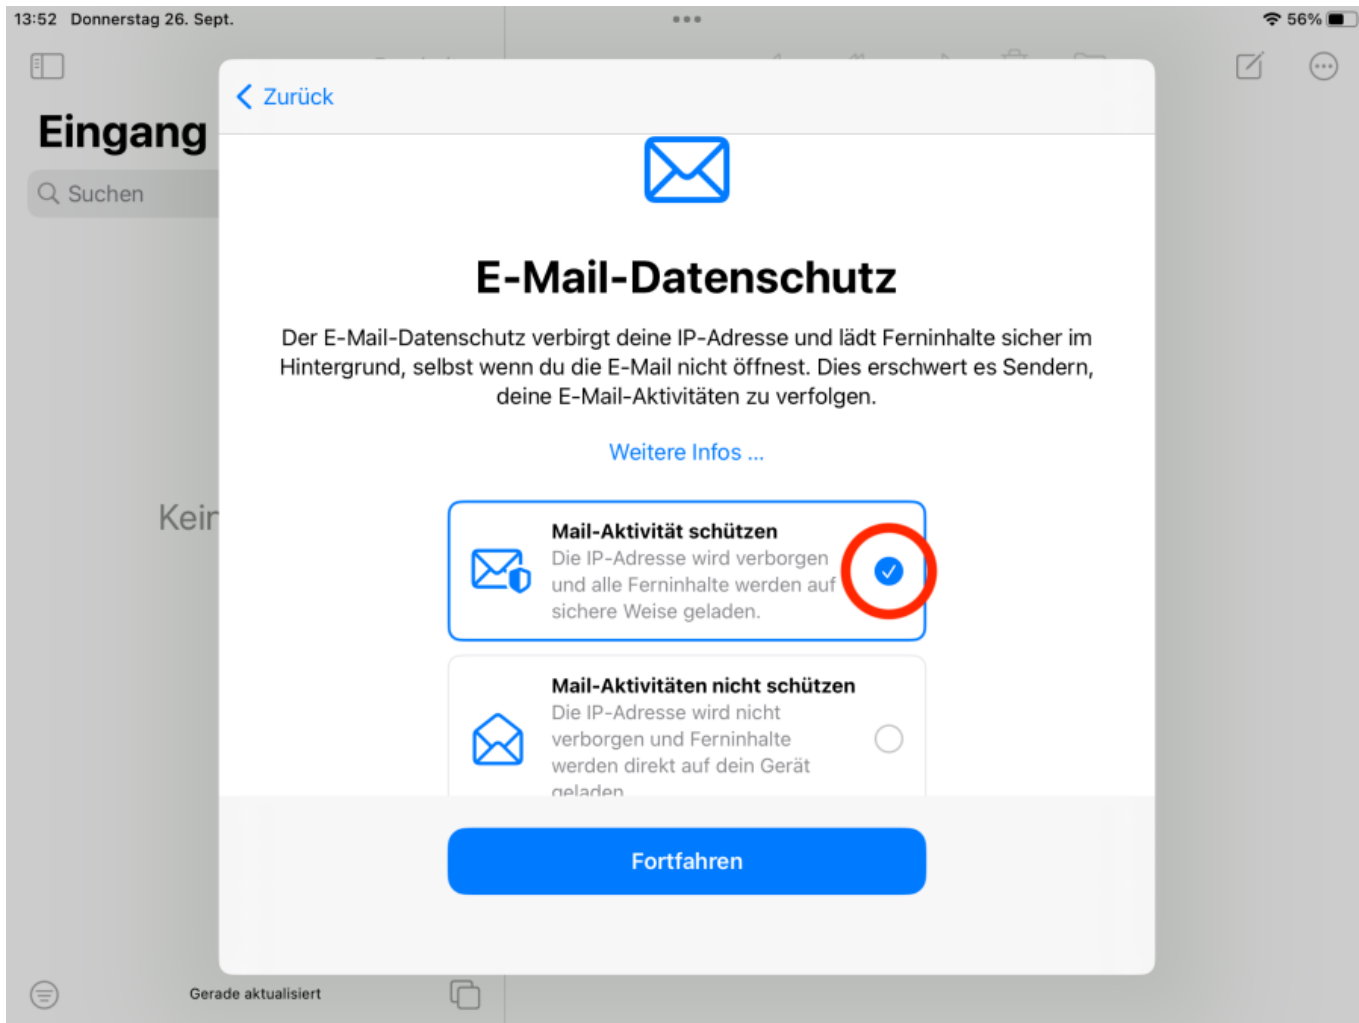 13:52 Donnerstag 26. Sept.
56%
Zurück
Eingang
Suchen
E-Mail-Datenschutz
Der E-Mail-Datenschutz verbirgt deine IP-Adresse und lädt Ferninhalte sicher im
Hintergrund, selbst wenn du die E-Mail nicht öffnest. Dies erschwert es Sendern,
deine E-Mail-Aktivitäten zu verfolgen.
Weitere Infos ...
Keir
Mail-Aktivität schützen
Die IP-Adresse wird verborgen
und alle Ferninhalte werden auf
sichere Weise geladen.
Mail-Aktivitäten nicht schützen
Die IP-Adresse wird nicht
verborgen und Ferninhalte
werden direkt auf dein Gerät
geladen
Fortfahren
Gerade aktualisiert